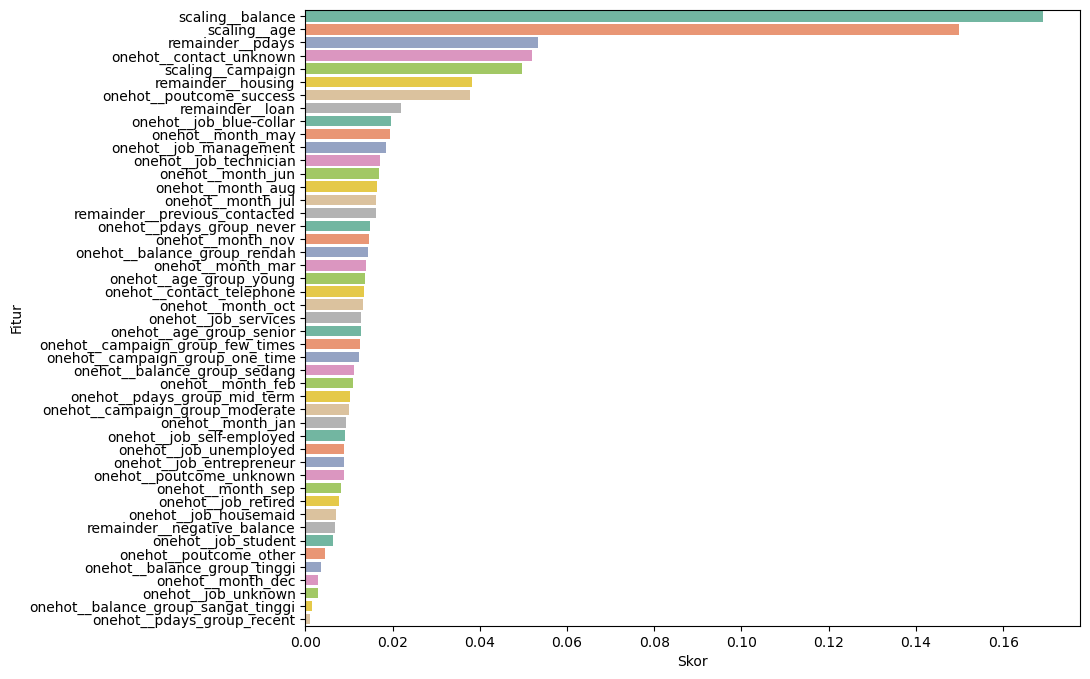 scaling__balance
scaling__age
remainder__pdays
onehot__contact_unknown
scaling__campaign
remainder__housing
onehot__poutcome_success
remainder__loan
onehot__job_blue-collar
onehot__month_may
onehot__job_management
onehot__job_technician
onehot__month_jun
onehot__month_aug
onehot__month_jul
remainder__previous_contacted
onehot__pdays_group_never
onehot__month_nov
onehot__balance_group_rendah
onehot__month_mar
onehot__age_group_young
onehot__contact_telephone
onehot__month_oct
onehot__job_services
onehot__age_group_senior
onehot__campaign_group_few_times
onehot__campaign_group_one_time
onehot__balance_group_sedang
onehot__month_feb
onehot__pdays_group_mid_term
onehot__campaign_group_moderate
onehot__month_jan
onehot__job_self-employed
onehot__job_unemployed
onehot__job_entrepreneur
onehot__poutcome_unknown
onehot__month_sep
onehot__job_retired
onehot__job_housemaid
remainder__negative_balance
onehot__job_student
onehot__poutcome_other
onehot__balance_group_tinggi
onehot__month_dec
onehot__job_unknown
onehot__balance_group_sangat_tinggi
onehot__pdays_group_recent
Fitur
0.00 0.02 0.04 0.06 0.08 0.10 0.12 0.14 0.16
Skor